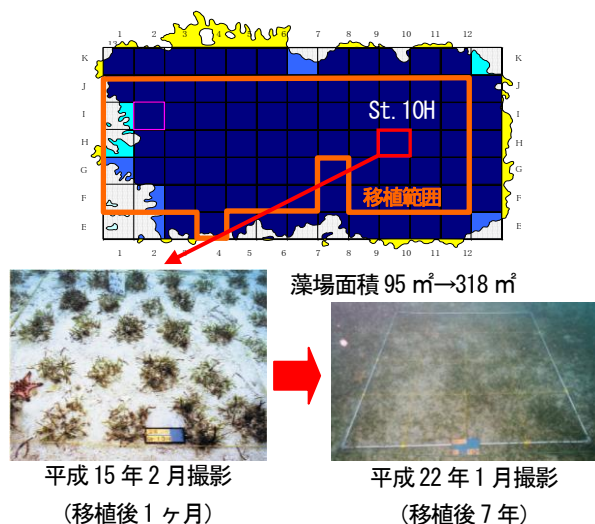 1 2 3 4 5 6 7 8 9 10 11 12
13
K K
J J
I I
St. 10H
H H
G G
F 移植範囲 F
E E
1 2 4 6 7 8 9 10 11 12
藻場面積 95 ㎡→318 ㎡
平成 15 年 2 月撮影
(移植後 1 ヶ月)
平成 22 年 1 月撮影
(移植後 7 年)